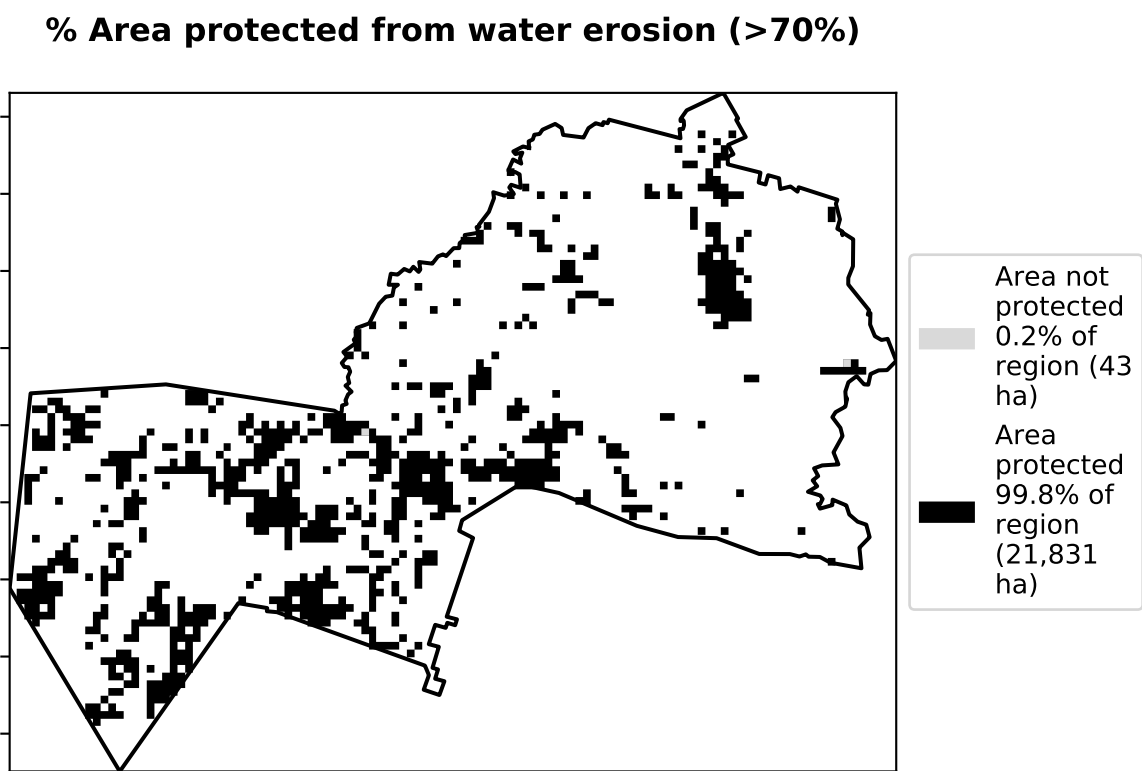 % Area protected from water erosion (>70%)
Area not
protected
0.2% of
region (43
ha)
Area
protected
99.8% of
region
(21,831
ha)